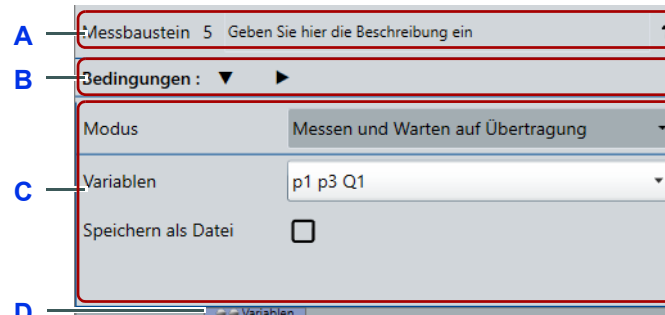 A Messbaustein 5 Geben Sie hier die Beschreibung ein
B Bedingungen : ▼ ▶
Modus Messen und Warten auf Übertragung
C Variablen p1 p3 Q1
Speichern als Datei
D Variablen